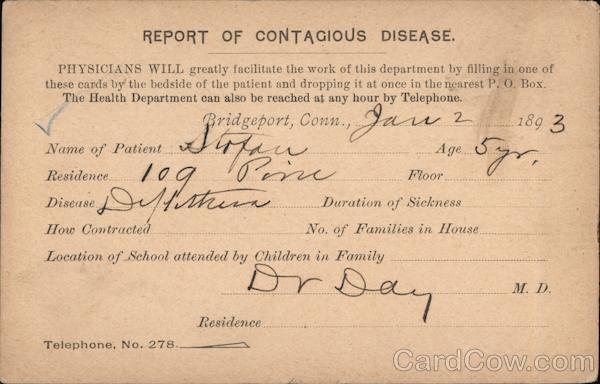 REPORT OF CONTAGIOUS DISEASE.
PHYSICIANS WILL greatly facilitate the work of this department by filling in one of
these cards by the bedside of the patient and dropping it at once in the nearest P. O. Box.
The Health Department can also be reached at any hour by Telephone.
Bridgeport, Conn., Jan 2 1893
Name of Patient Stofan Age 5 yr,
Residence 109 Pine Floor
Disease Diphtheria Duration of Sickness
How Contracted No. of Families in House
Location of School attended by Children in Family
Dr Day M. D.
Residence
Telephone, No. 278.
CardCow.com